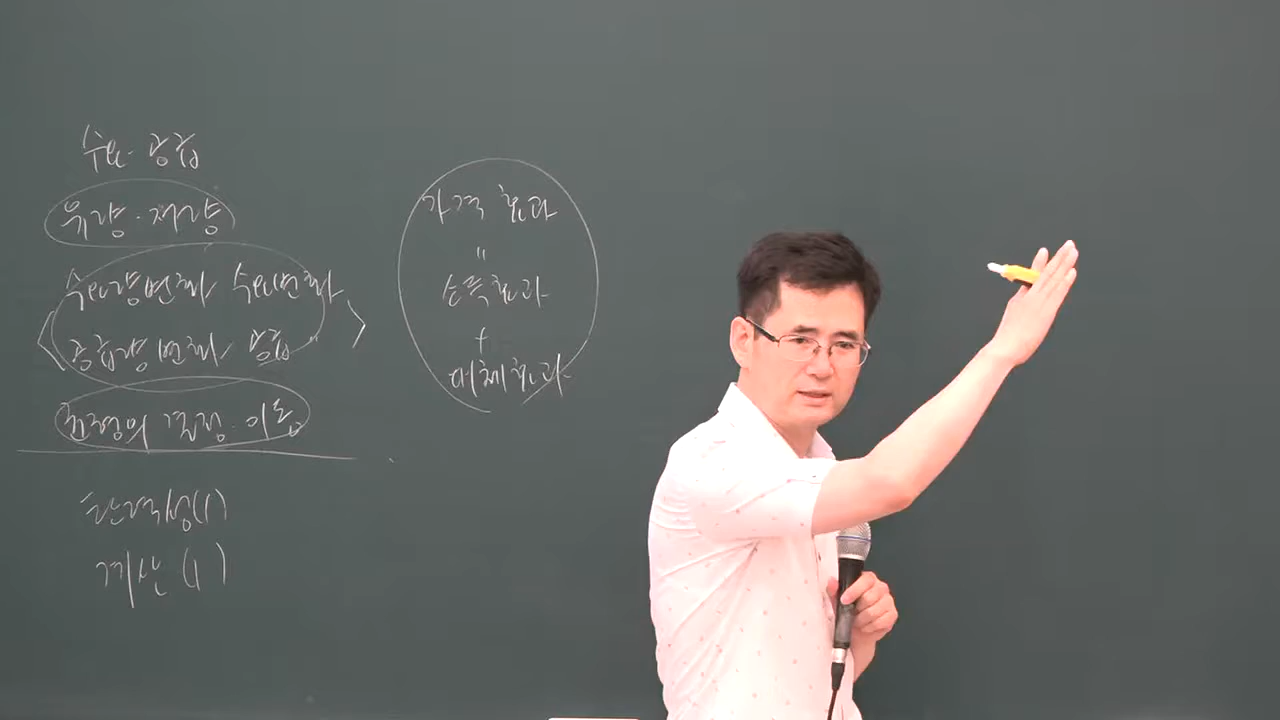 수요·공급
유량·저량
수요량변화 수요변화
공급량변화 공급
균형의 결정·이동
탄력성(1)
계산(1)
가격효과
"
소득효과
+
대체효과